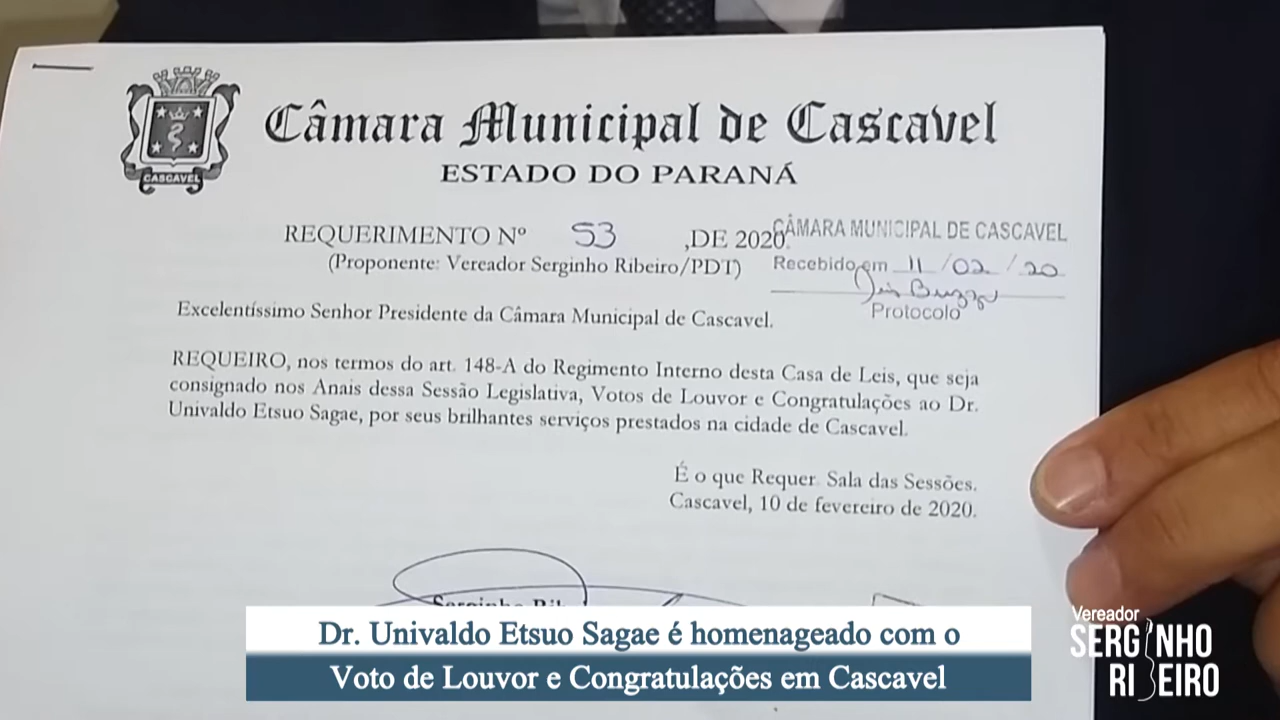 CASCAVEL
Câmara Municipal de Cascavel
ESTADO DO PARANÁ
REQUERIMENTO Nº 53 ,DE 2020.
(Proponente: Vereador Serginho Ribeiro/PDT)
CÂMARA MUNICIPAL DE CASCAVEL
Recebido em 11/02/20
Protocolo
Excelentíssimo Senhor Presidente da Câmara Municipal de Cascavel.
REQUEIRO, nos termos do art. 148-A do Regimento Interno desta Casa de Leis, que seja
consignado nos Anais dessa Sessão Legislativa, Votos de Louvor e Congratulações ao Dr.
Univaldo Etsuo Sagae, por seus brilhantes serviços prestados na cidade de Cascavel.
É o que Requer. Sala das Sessões.
Cascavel, 10 de fevereiro de 2020.
Dr. Univaldo Etsuo Sagae é homenageado com o
Voto de Louvor e Congratulações em Cascavel
Vereador
SERGINHO
RIBEIRO